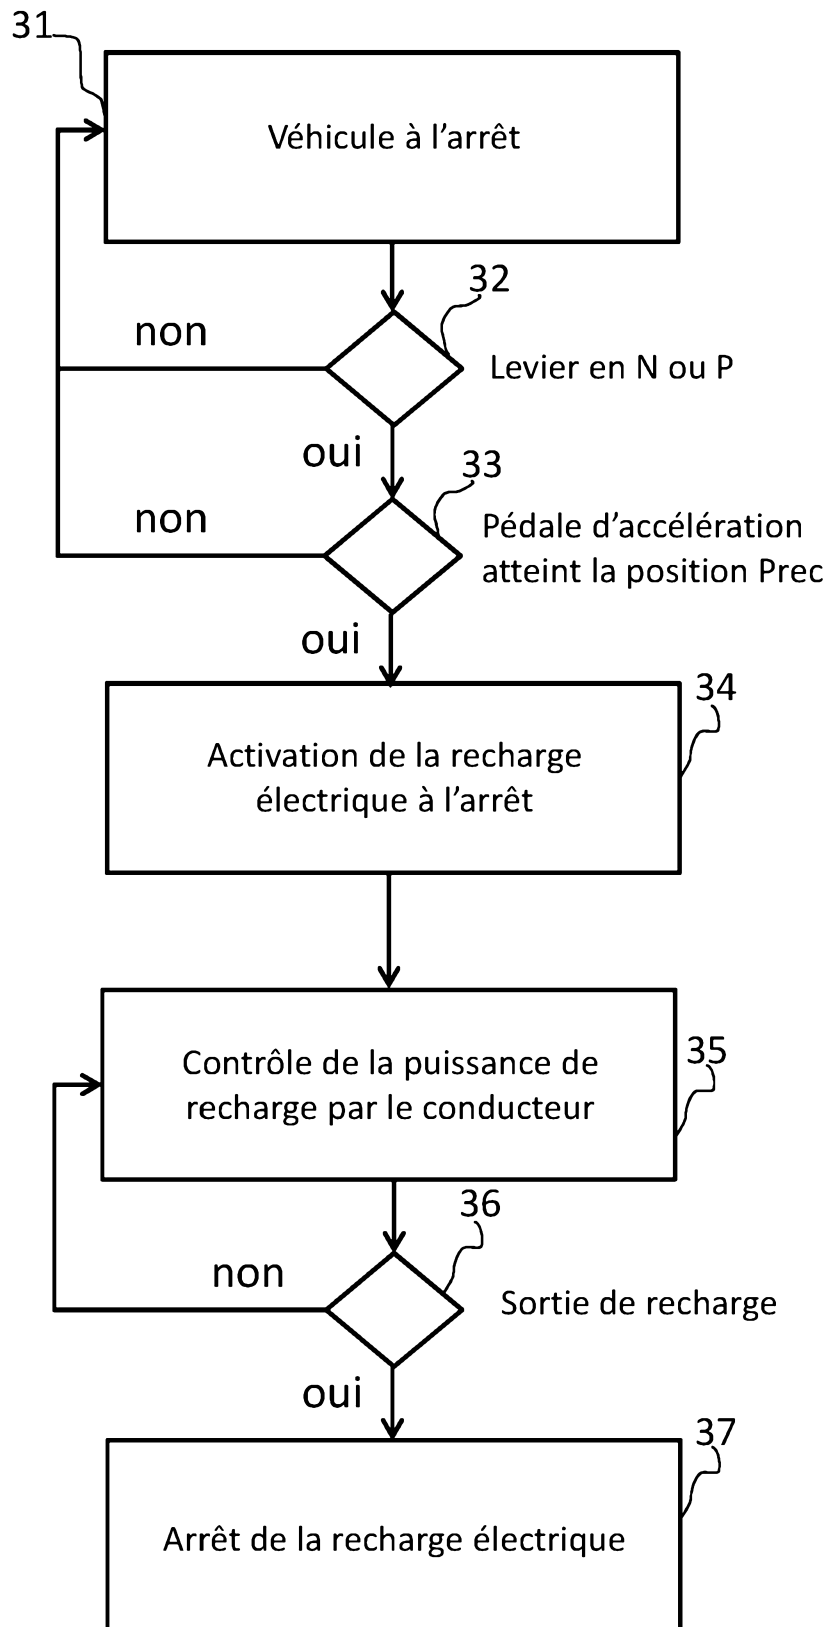 31
Véhicule à l’arrêt
32
non
Levier en N ou P
oui
33
non
Pédale d’accélération
atteint la position Prec
oui
34
Activation de la recharge
électrique à l’arrêt
35
Contrôle de la puissance de
recharge par le conducteur
36
non
Sortie de recharge
oui
37
Arrêt de la recharge électrique